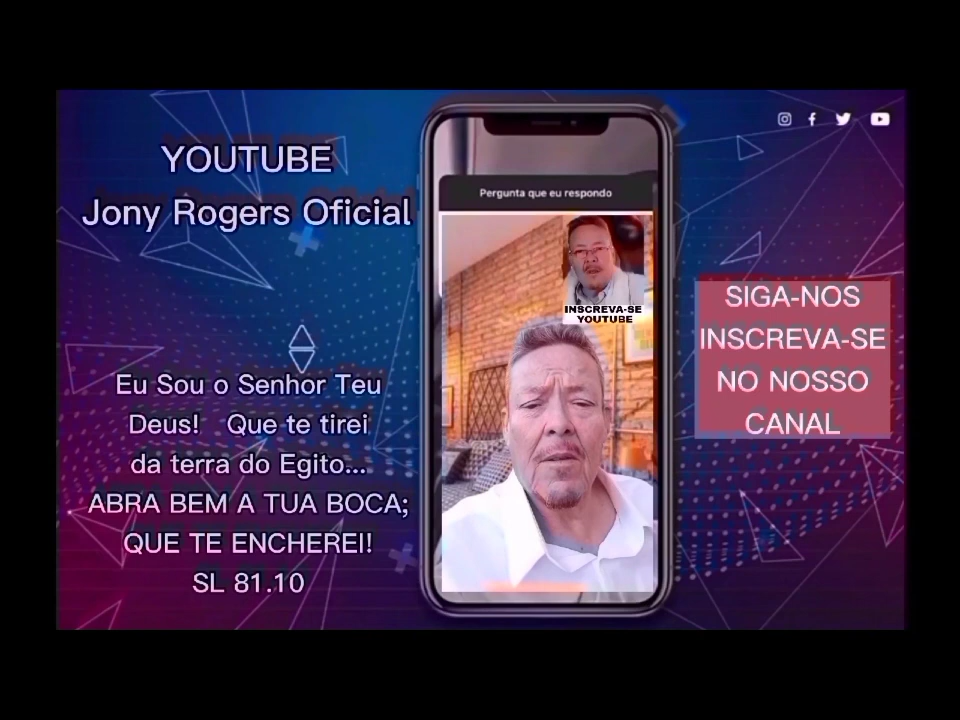 YOUTUBE
Jony Rogers Oficial
Eu Sou o Senhor Teu
Deus! Que te tirei
da terra do Egito...
ABRA BEM A TUA BOCA;
QUE TE ENCHEREI!
SL 81.10
Pergunta que eu respondo
INSCREVA-SE
YOUTUBE
SIGA-NOS
INSCREVA-SE
NO NOSSO
CANAL